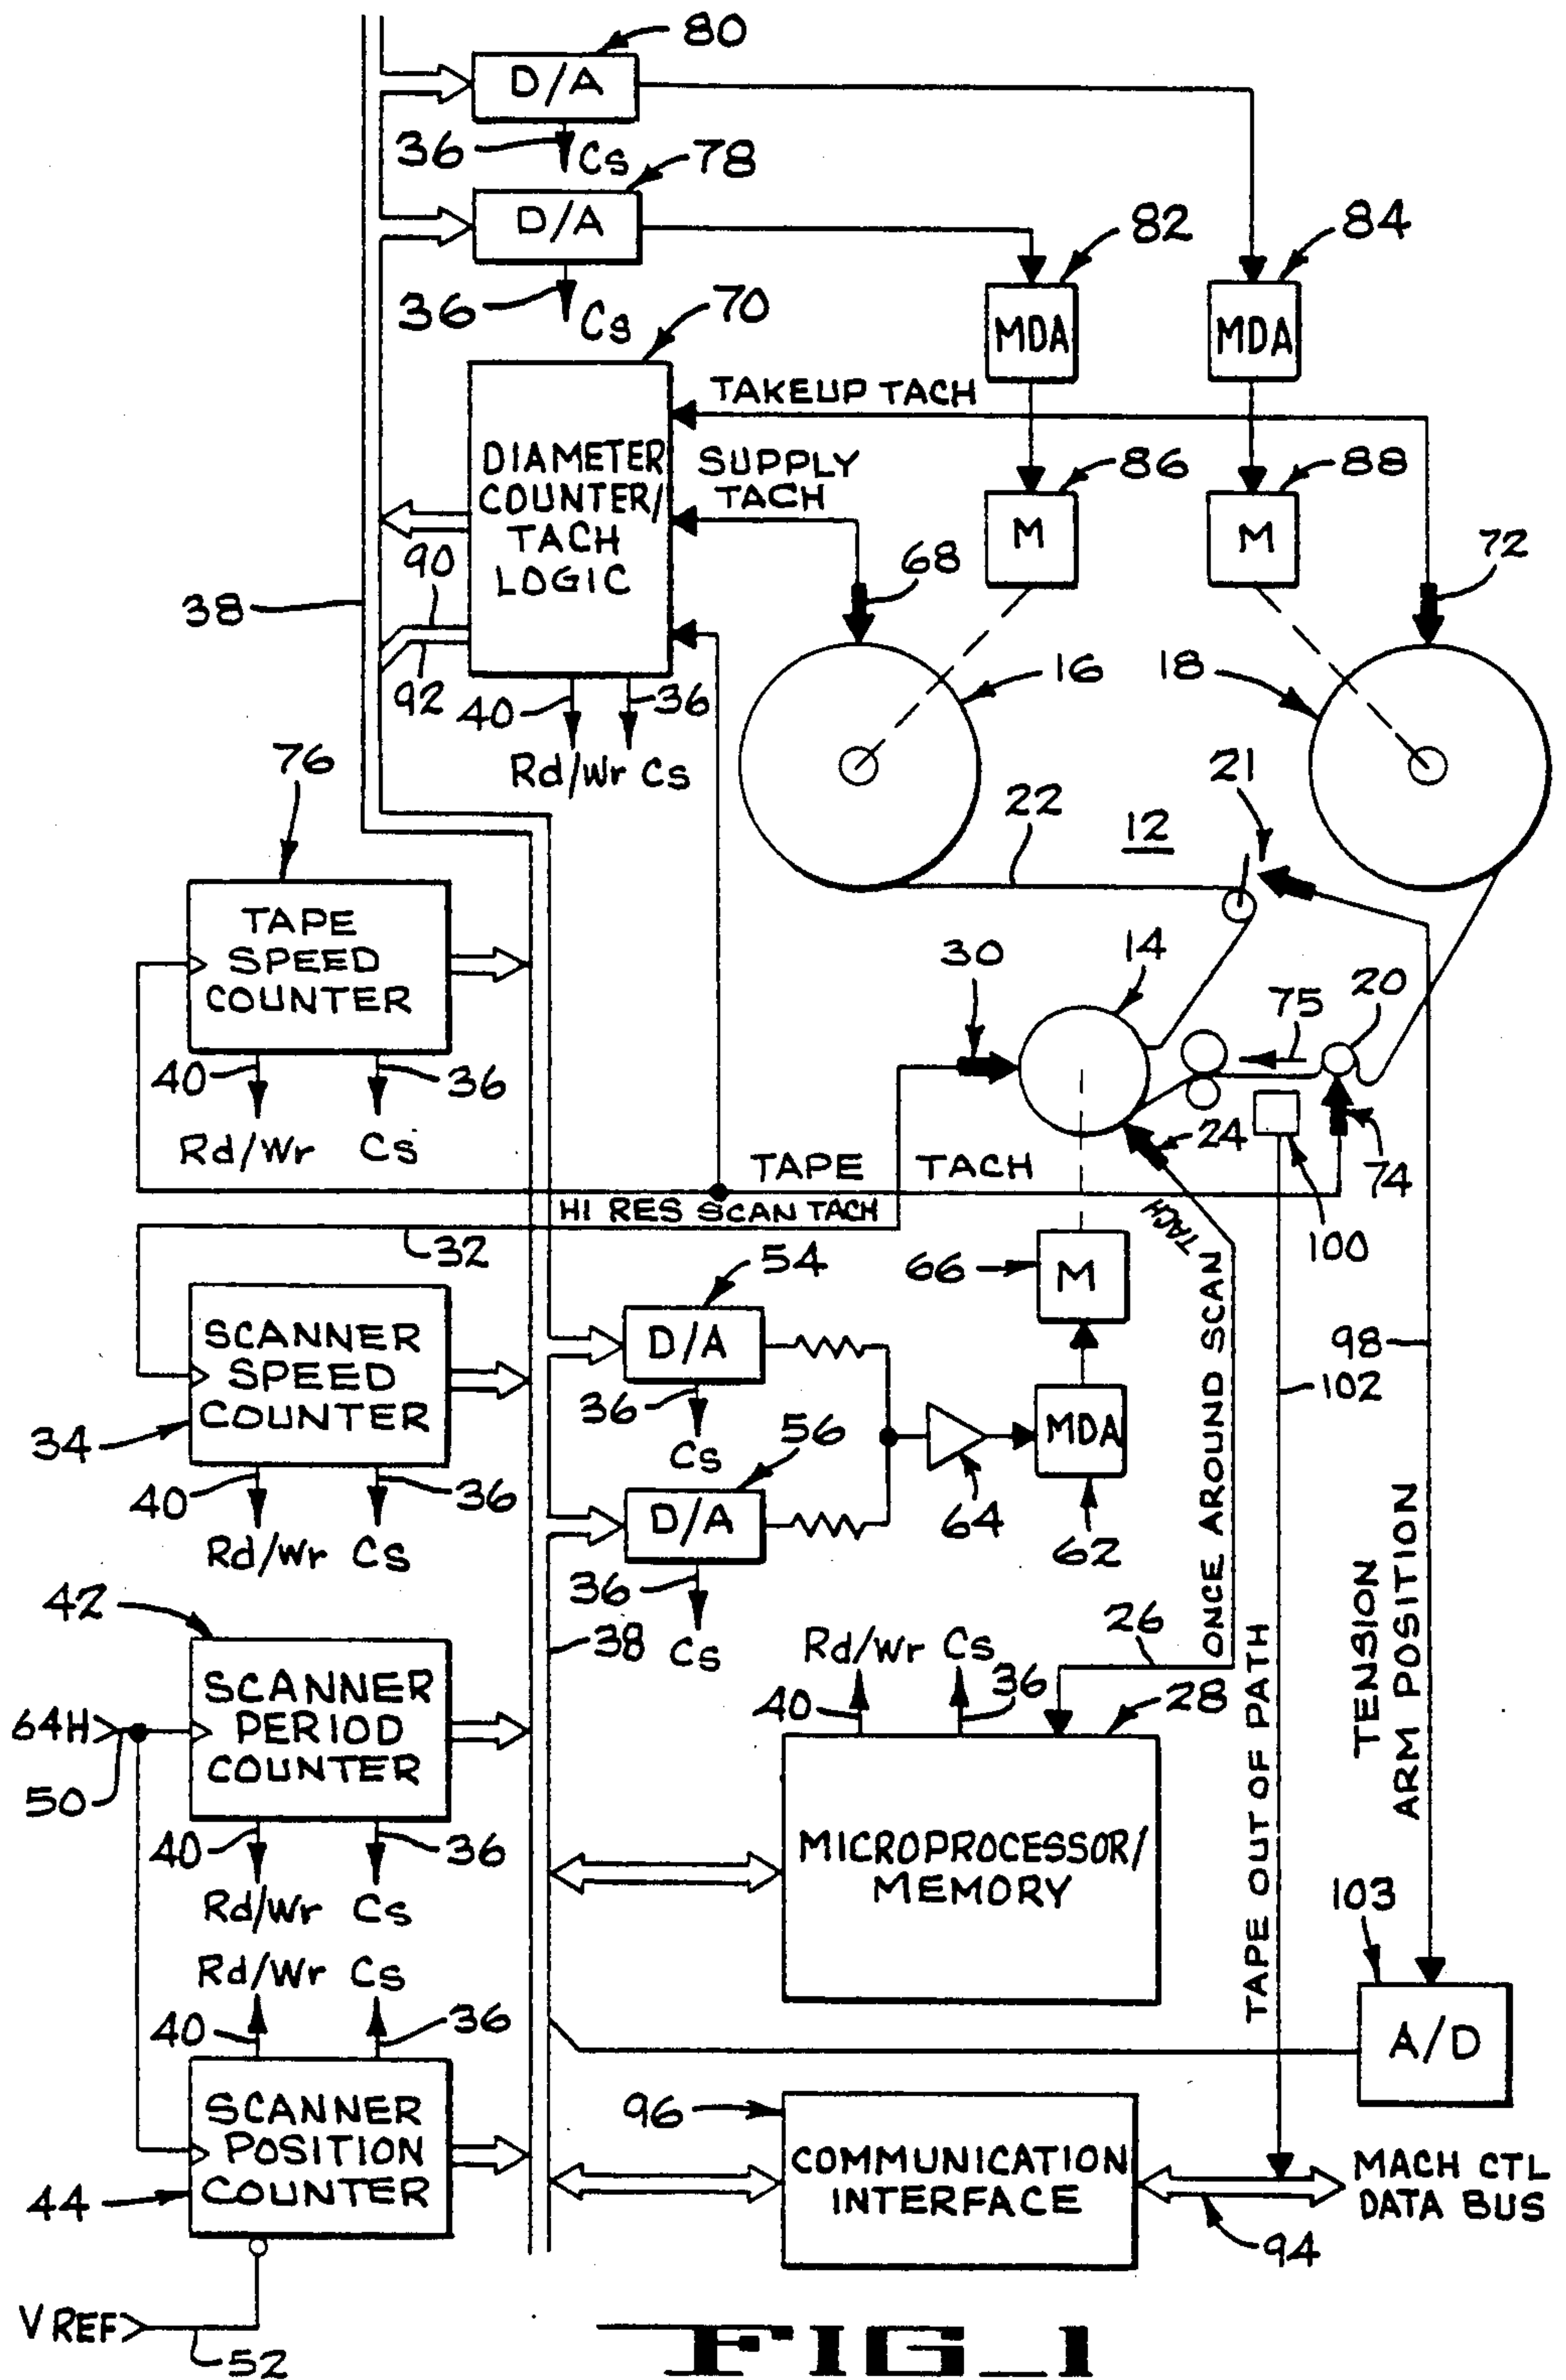 80
D/A
36
Cs
78
D/A
36
Cs
82
84
70
MDA
MDA
TAKEUP TACH
DIAMETER
COUNTER/
TACH
LOGIC
SUPPLY
TACH
86
88
M
M
90
68
72
38
92
40
36
16
18
Rd/Wr
Cs
76
21
22
12
TAPE
SPEED
COUNTER
30
14
75
20
40
36
Rd/Wr
Cs
24
74
TAPE TACH
HI RES SCAN TACH
TACH
100
32
54
66
M
SCANNER
SPEED
COUNTER
D/A
98
102
34
36
Cs
56
MDA
40
36
D/A
64
62
Rd/Wr
Cs
ONCE AROUND SCAN
42
36
Cs
38
26
TENSION
ARM POSITION
Rd/Wr
Cs
SCANNER
PERIOD
COUNTER
40
36
28
TAPE OUT OF PATH
64H
50
40
36
MICROPROCESSOR/
MEMORY
Rd/Wr
Cs
103
Rd/Wr
Cs
40
36
A/D
SCANNER
POSITION
COUNTER
96
44
COMMUNICATION
INTERFACE
MACH CTL
DATA BUS
94
V REF
52
FIG_1